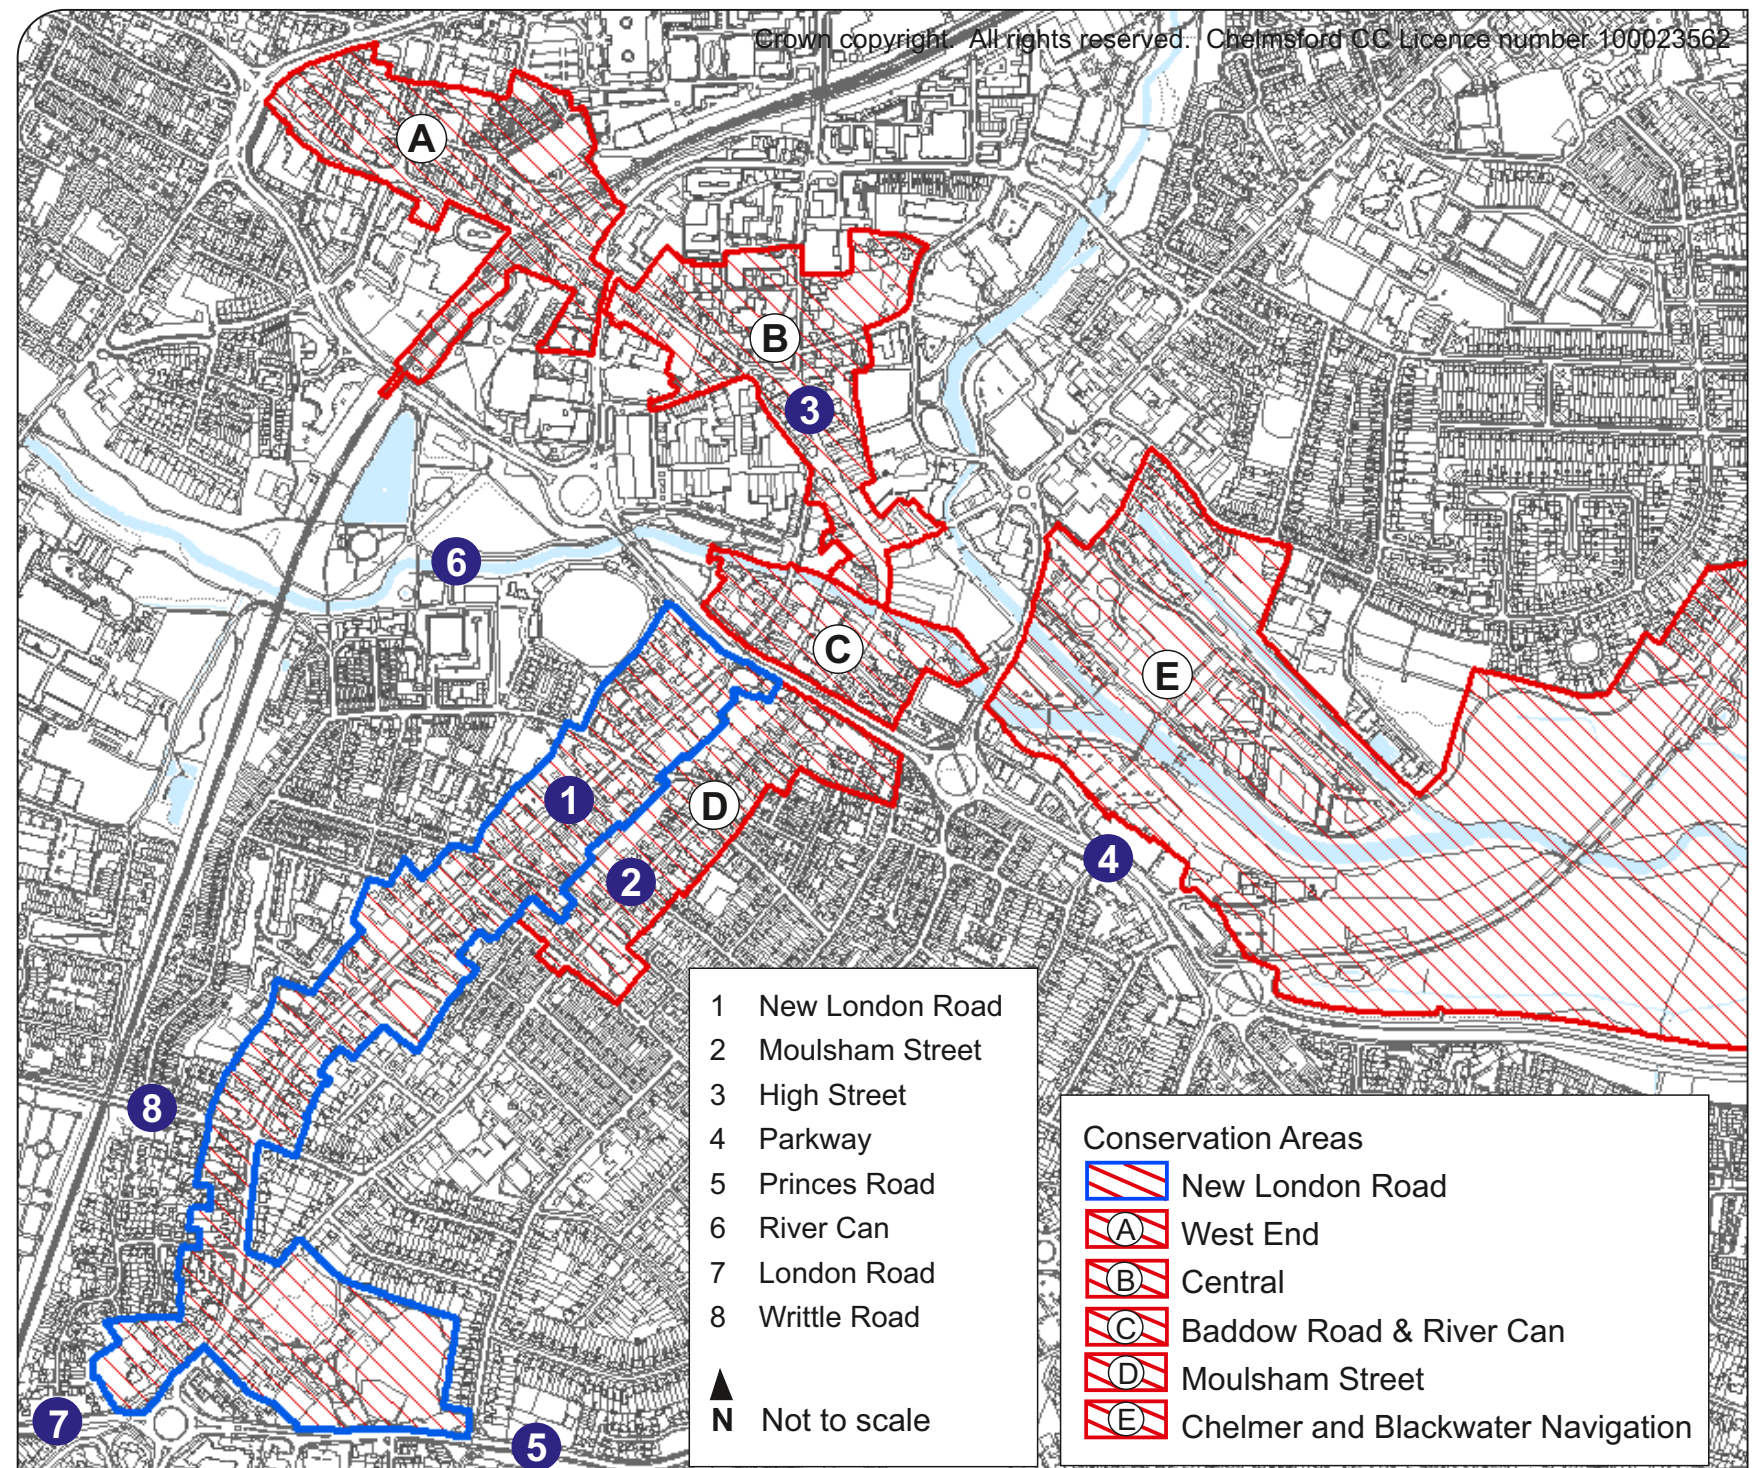 Crown copyright. All rights reserved. Chelmsford CC Licence number 100023562
A
B
3
6
C
E
1
D
2
4
8
7
5
1 New London Road
2 Moulsham Street
3 High Street
4 Parkway
5 Princes Road
6 River Can
7 London Road
8 Writtle Road
N Not to scale
Conservation Areas
New London Road
A West End
B Central
C Baddow Road & River Can
D Moulsham Street
E Chelmer and Blackwater Navigation